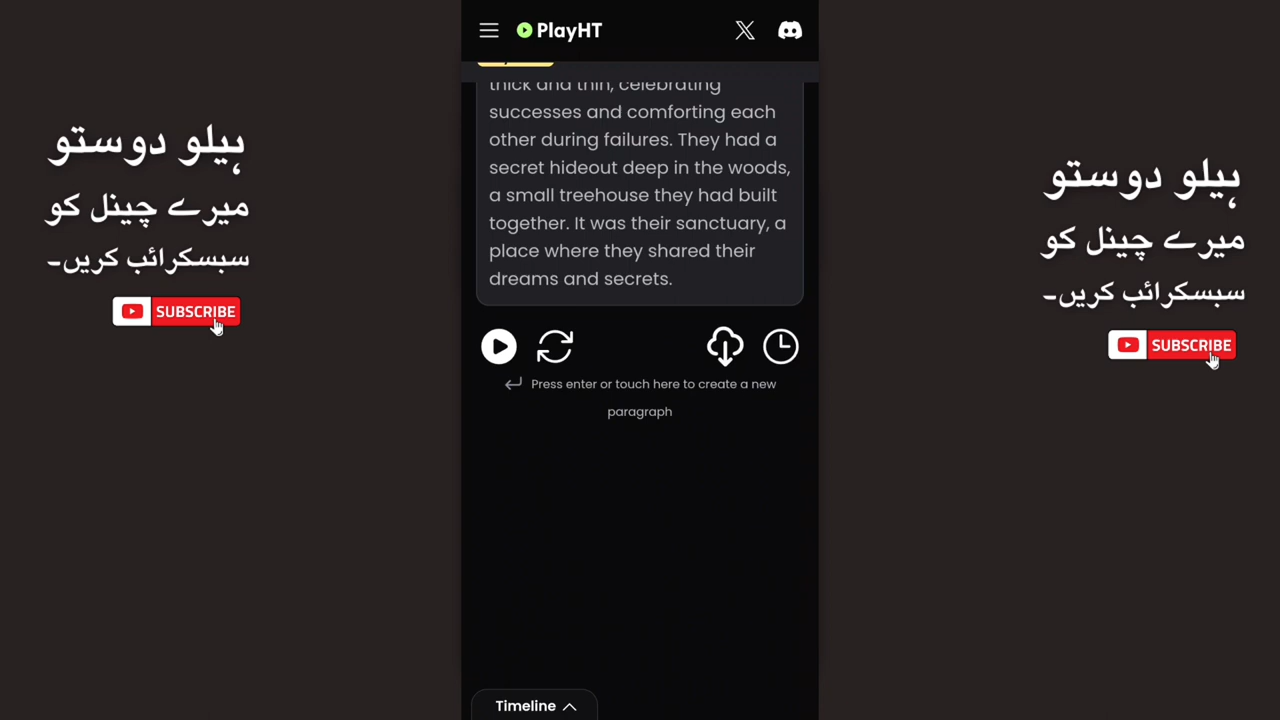 PlayHT
thick and thin, celebrating
successes and comforting each
other during failures. They had a
secret hideout deep in the woods,
a small treehouse they had built
together. It was their sanctuary, a
place where they shared their
dreams and secrets.
Press enter or touch here to create a new
paragraph
Timeline
ہیلو دوستو
میرے چینل کو
سبسکرائب کریں۔
SUBSCRIBE
ہیلو دوستو
میرے چینل کو
سبسکرائب کریں۔
SUBSCRIBE